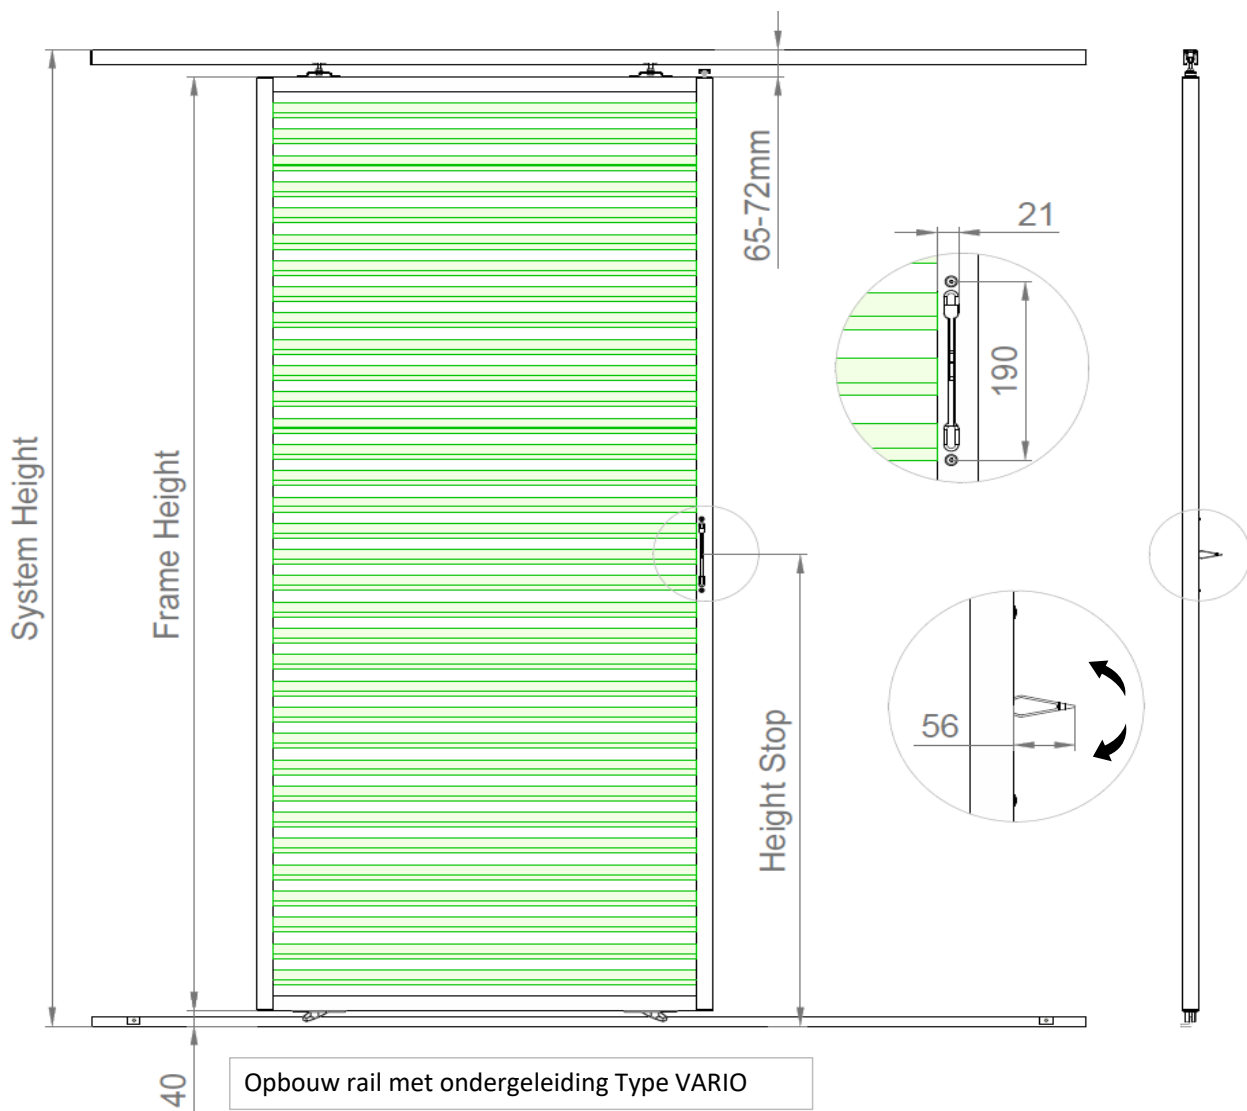 System Height
Frame Height
65-72mm
21
190
56
Height Stop
40
Opbouw rail met ondergeleiding Type VARIO